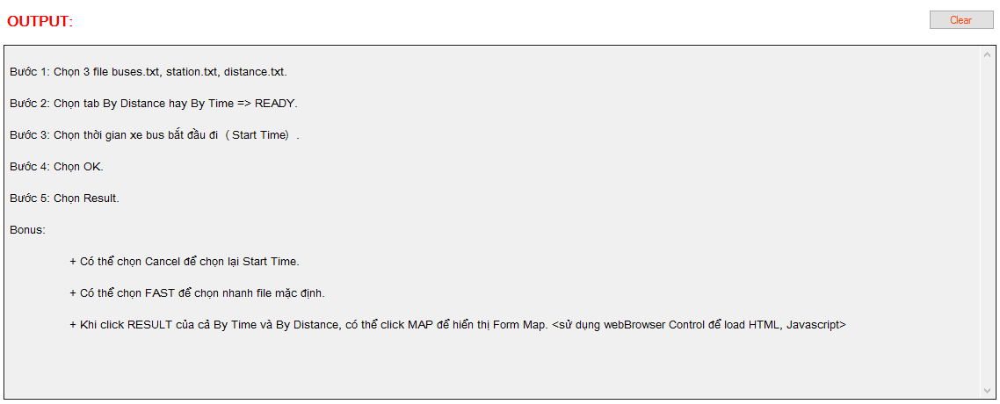 OUTPUT:
Clear
Bước 1: Chọn 3 file buses.txt, station.txt, distance.txt.
Bước 2: Chọn tab By Distance hay By Time => READY.
Bước 3: Chọn thời gian xe bus bắt đầu đi ( Start Time) .
Bước 4: Chọn OK.
Bước 5: Chọn Result.
Bonus:
+ Có thể chọn Cancel để chọn lại Start Time.
+ Có thể chọn FAST để chọn nhanh file mặc định.
+ Khi click RESULT của cả By Time và By Distance, có thể click MAP để hiển thị Form Map. <sử dụng webBrowser Control để load HTML, Javascript>